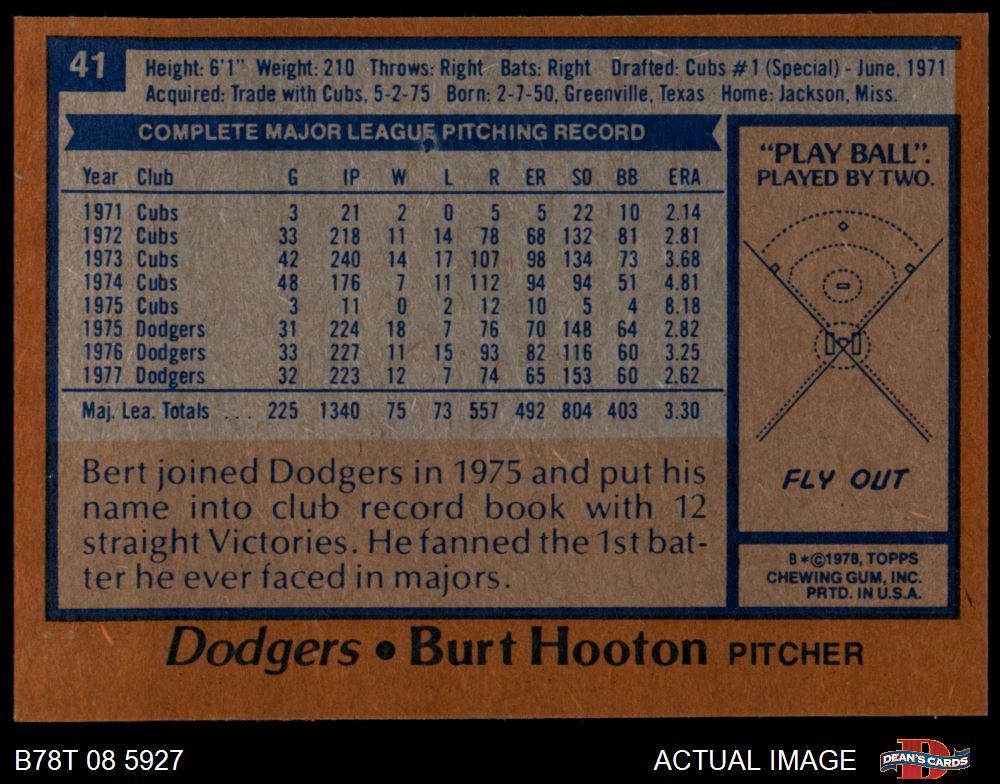 41
Height: 6'1" Weight: 210 Throws: Right Bats: Right Drafted: Cubs #1 (Special) - June, 1971
Acquired: Trade with Cubs, 5-2-75 Born: 2-7-50, Greenville, Texas Home: Jackson, Miss.
COMPLETE MAJOR LEAGUE PITCHING RECORD
Year Club G IP W L R ER SO BB ERA
1971 Cubs 3 21 2 0 5 5 22 10 2.14
1972 Cubs 33 218 11 14 78 68 132 81 2.81
1973 Cubs 42 240 14 17 107 98 134 73 3.68
1974 Cubs 48 176 7 11 112 94 94 51 4.81
1975 Cubs 3 11 0 2 12 10 5 4 8.18
1975 Dodgers 31 224 18 7 76 70 148 64 2.82
1976 Dodgers 33 227 11 15 93 82 116 60 3.25
1977 Dodgers 32 223 12 7 74 65 153 60 2.62
Maj. Lea. Totals ... 225 1340 75 73 557 492 804 403 3.30
Bert joined Dodgers in 1975 and put his
name into club record book with 12
straight Victories. He fanned the 1st bat-
ter he ever faced in majors.
"PLAY BALL".
PLAYED BY TWO.
FLY OUT
B*©1978, TOPPS
CHEWING GUM, INC.
PRTD. IN U.S.A.
Dodgers • Burt Hooton PITCHER
B78T 08 5927
ACTUAL IMAGE
D
DEAN'S CARDS